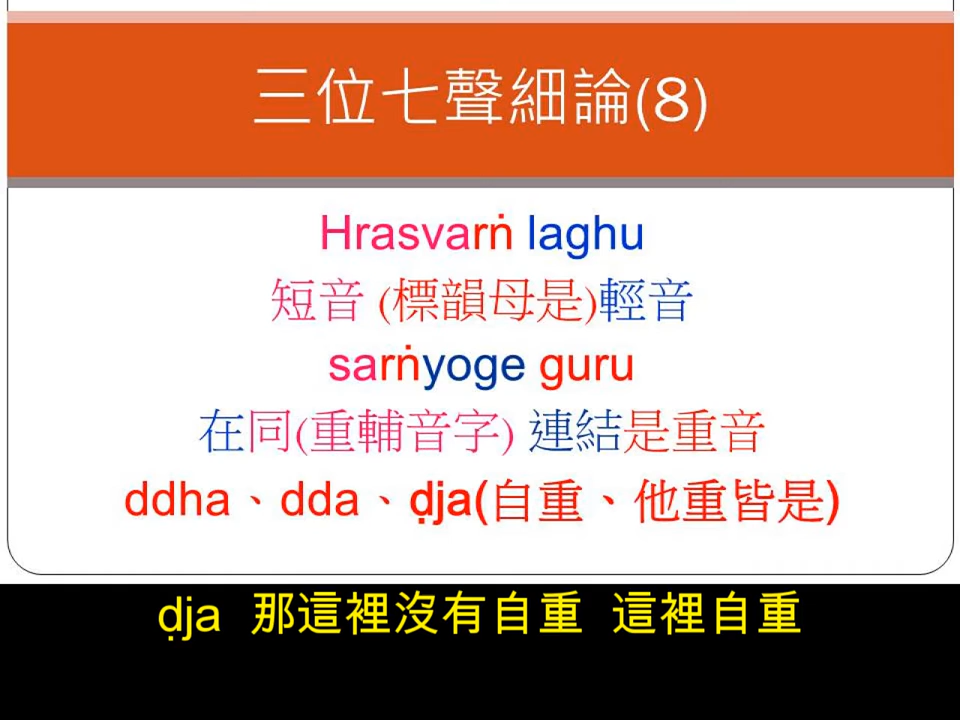 三位七聲細論(8)
Hrasvarṅ laghu
短音 (標韻母是)輕音
sarṅyoge guru
在同(重輔音字) 連結是重音
ddha、dda、ḍja(自重、他重皆是)
ḍja 那這裡沒有自重 這裡自重